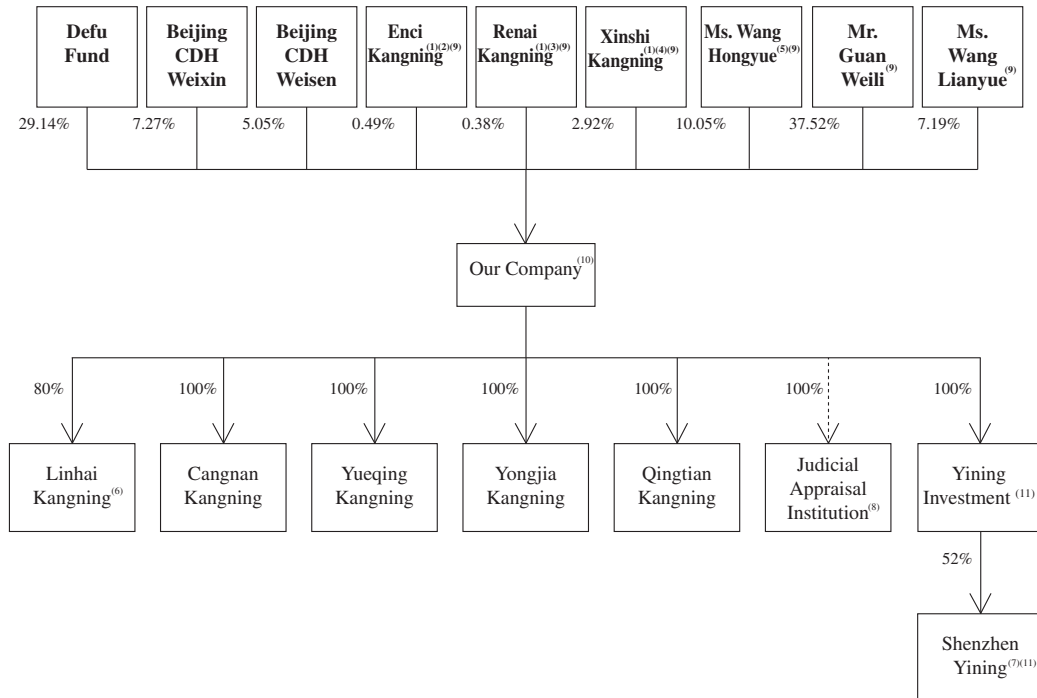 Defu
Fund
Beijing
CDH
Weixin
Beijing
CDH
Weisen
Enci
Kangning(1)(2)(9)
Renai
Kangning(1)(3)(9)
Xinshi
Kangning(1)(4)(9)
Ms. Wang
Hongyue(5)(9)
Mr.
Guan
Weili(9)
Ms.
Wang
Lianyue(9)
29.14%
7.27%
5.05%
0.49%
0.38%
2.92%
10.05%
37.52%
7.19%
Our Company(10)
80%
100%
100%
100%
100%
100%
100%
Linhai
Kangning(6)
Cangnan
Kangning
Yueqing
Kangning
Yongjia
Kangning
Qingtian
Kangning
Judicial
Appraisal
Institution(8)
Yining
Investment (11)
52%
Shenzhen
Yining(7)(11)